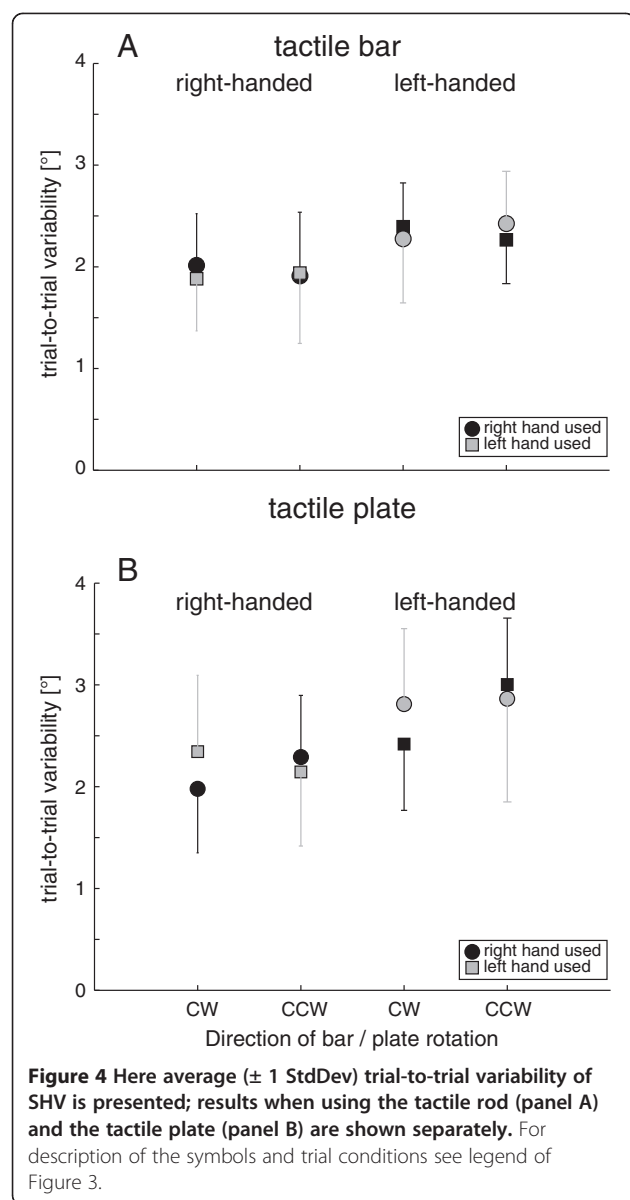 A
tactile bar
right-handed
left-handed
4
3
2
1
0
trial-to-trial variability [°]
right hand used
left hand used
tactile plate
B
right-handed
left-handed
4
3
2
1
0
trial-to-trial variability [°]
right hand used
left hand used
CW
CCW
CW
CCW
Direction of bar / plate rotation
Figure 4 Here average (± 1 StdDev) trial-to-trial variability of
SHV is presented; results when using the tactile rod (panel A)
and the tactile plate (panel B) are shown separately. For
description of the symbols and trial conditions see legend of
Figure 3.